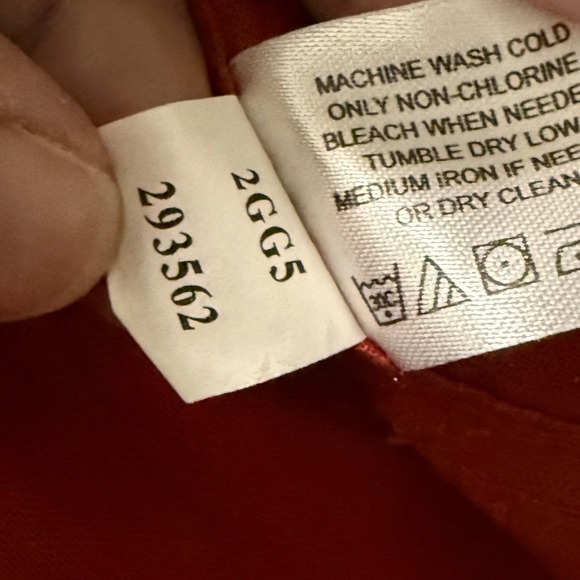 MACHINE WASH COLD
ONLY NON-CHLORINE
BLEACH WHEN NEEDE
TUMBLE DRY LOW
MEDIUM IRON IF NEE
OR DRY CLEAN
2GG5
293562